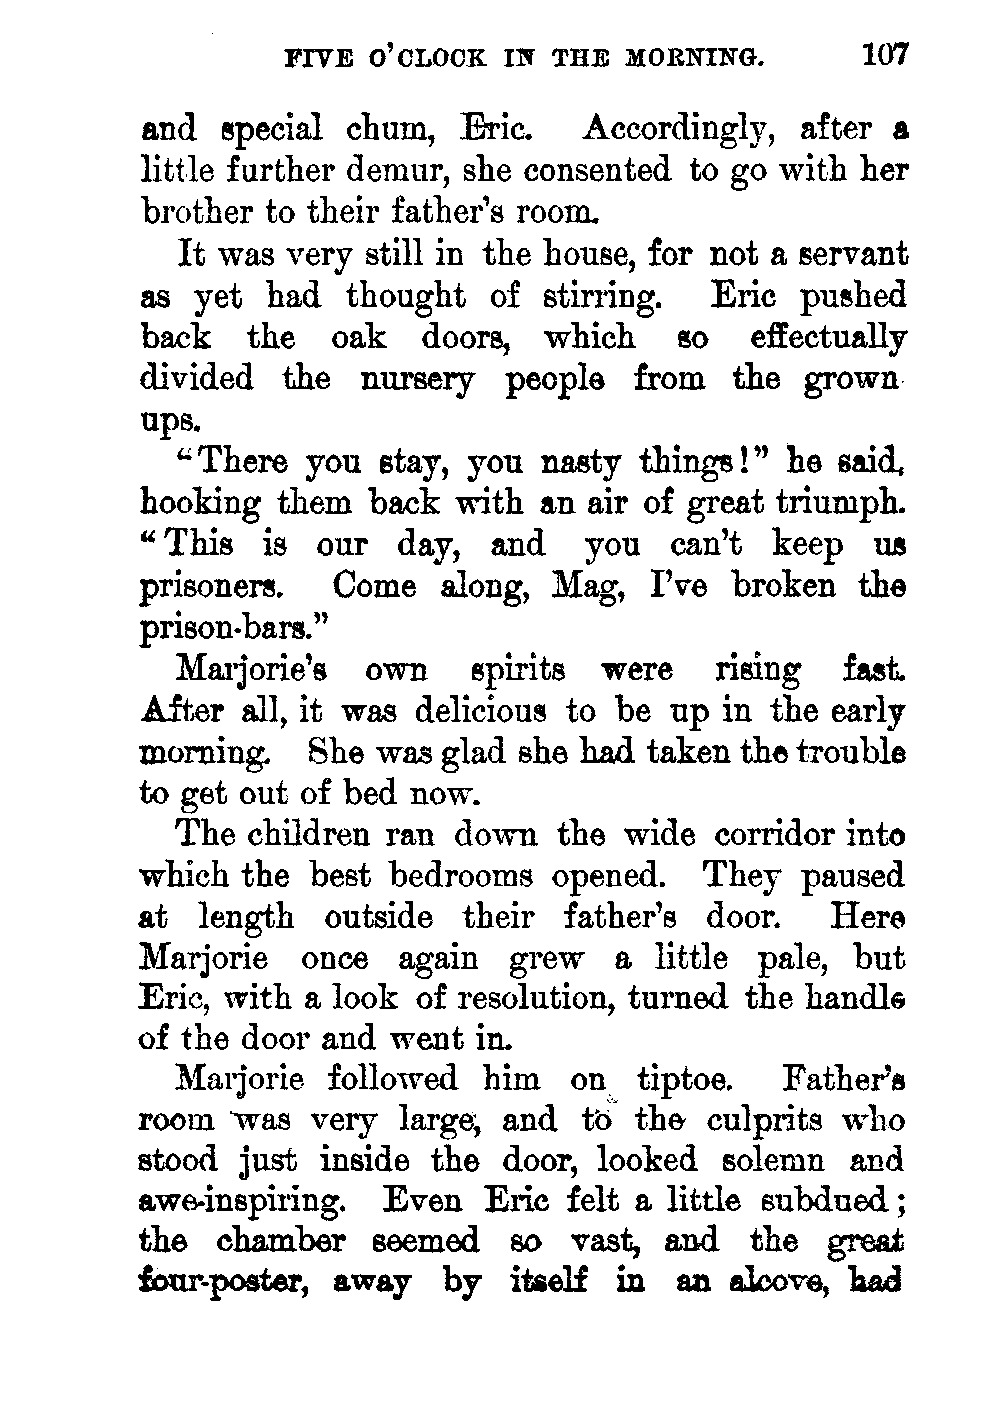 FIVE O'CLOCK IN THE MORNING. 107
and special chum, Eric. Accordingly, after a
little further demur, she consented to go with her
brother to their father's room.
It was very still in the house, for not a servant
as yet had thought of stirring. Eric pushed
back the oak doors, which so effectually
divided the nursery people from the grown
ups.
"There you stay, you nasty things!" he said,
hooking them back with an air of great triumph.
"This is our day, and you can't keep us
prisoners. Come along, Mag, I've broken the
prison-bars."
Marjorie's own spirits were rising fast.
After all, it was delicious to be up in the early
morning. She was glad she had taken the trouble
to get out of bed now.
The children ran down the wide corridor into
which the best bedrooms opened. They paused
at length outside their father's door. Here
Marjorie once again grew a little pale, but
Eric, with a look of resolution, turned the handle
of the door and went in.
Marjorie followed him on tiptoe. Father's
room was very large, and to the culprits who
stood just inside the door, looked solemn and
awe-inspiring. Even Eric felt a little subdued;
the chamber seemed so vast, and the great
four-poster, away by itself in an alcove, had